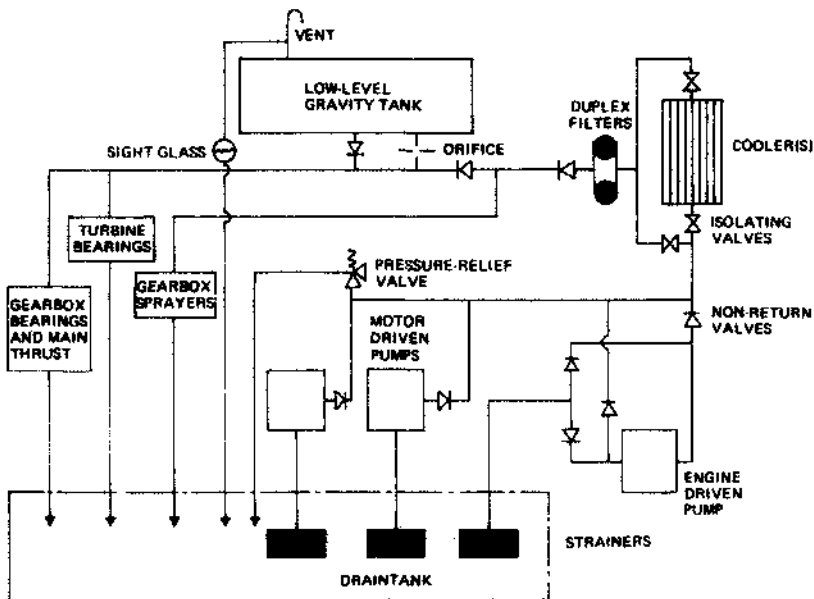 VENT
LOW-LEVEL
GRAVITY TANK
DUPLEX
FILTERS
SIGHT GLASS
ORIFICE
COOLER(S)
TURBINE
BEARINGS
ISOLATING
VALVES
PRESSURE-RELIEF
VALVE
GEARBOX
SPRAYERS
GEARBOX
BEARINGS
AND MAIN
THRUST
MOTOR
DRIVEN
PUMPS
NON-RETURN
VALVES
ENGINE
DRIVEN
PUMP
STRAINERS
DRAINTANK